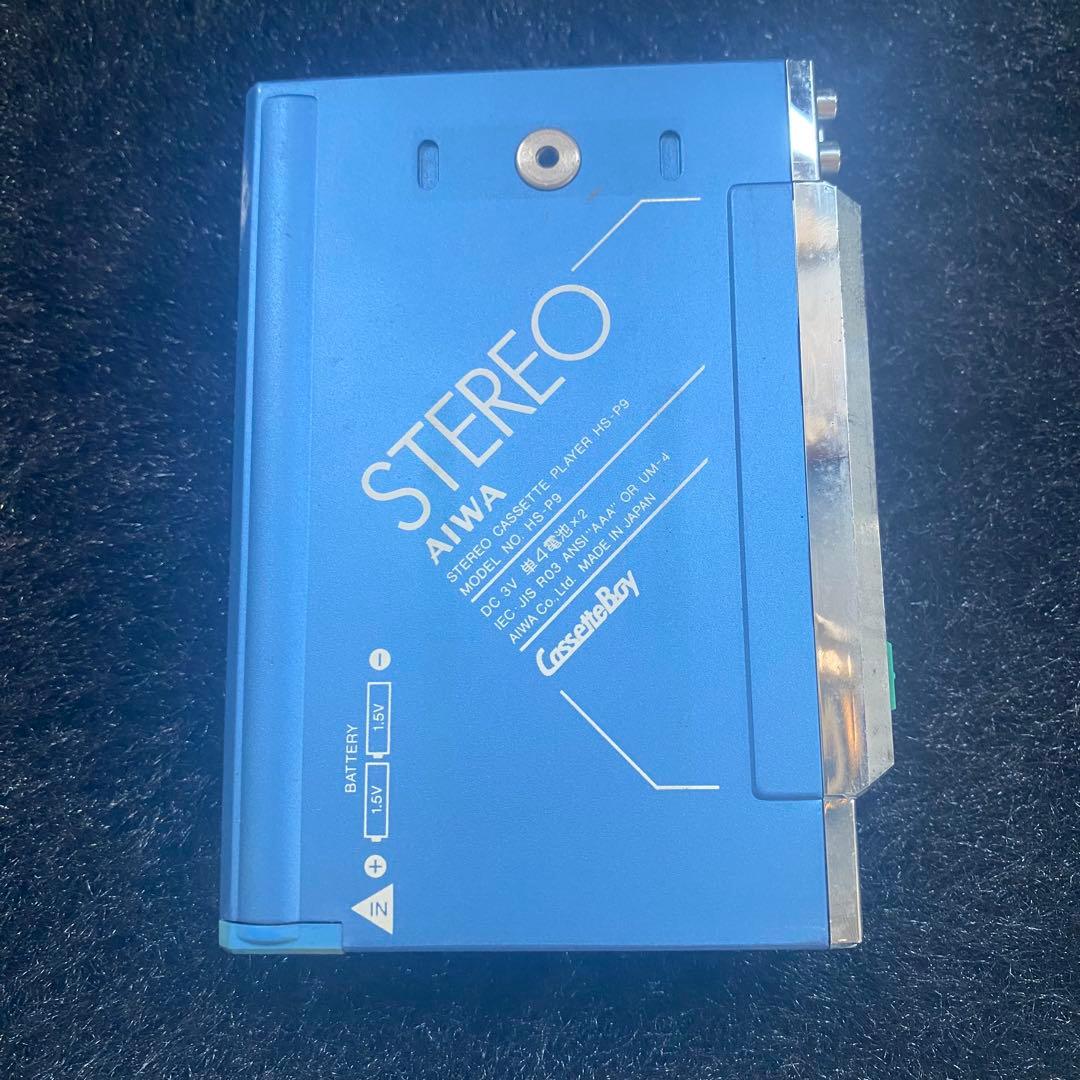 STEREO
AIWA
STEREO CASSETTE PLAYER HS-P9
MODEL NO. HS-P9
DC 3V 単4電池×2
IEC·JIS R03 ANSI "AAA" OR UM-4
AIWA Co., Ltd. MADE IN JAPAN
CassetteBoy
BATTERY
+ 1.5V 1.5V −
IN